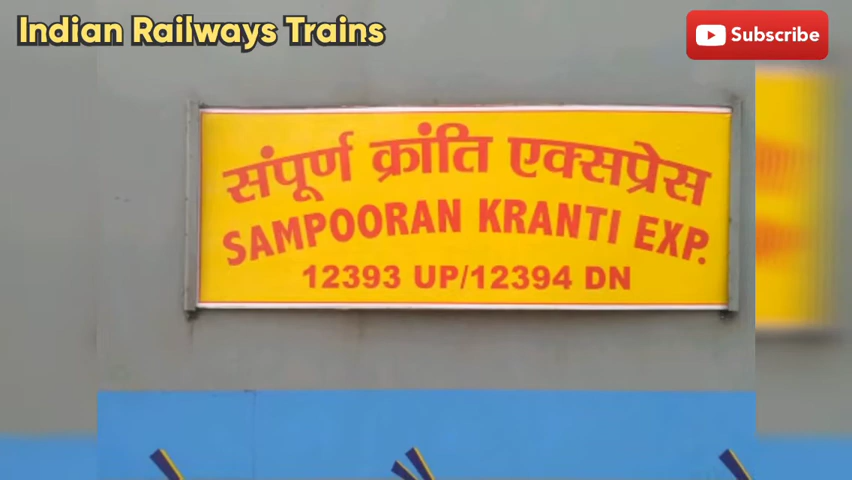 Indian Railways Trains
Subscribe
संपूर्ण क्रांति एक्सप्रेस
SAMPOORAN KRANTI EXP.
12393 UP/12394 DN